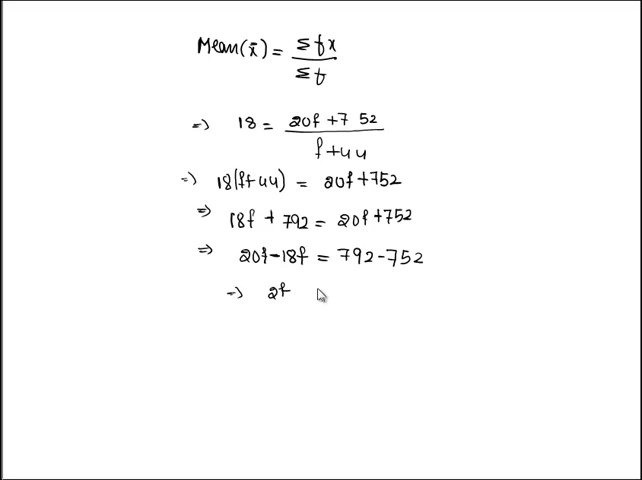 Mean(x̄) = Σfx / Σf
⇒ 18 = 20f + 752 / f + 44
⇒ 18(f+44) = 20f + 752
⇒ 18f + 792 = 20f + 752
⇒ 20f - 18f = 792 - 752
⇒ 2f